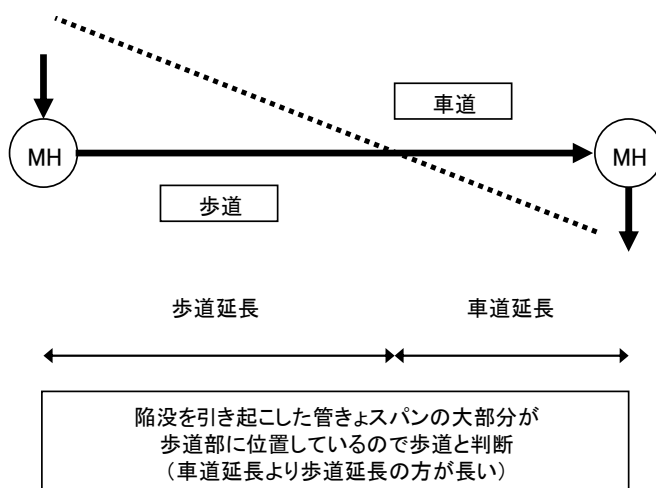 車道
MH
MH
歩道
歩道延長
車道延長
陥没を引き起こした管きょスパンの大部分が
歩道部に位置しているので歩道と判断
（車道延長より歩道延長の方が長い）